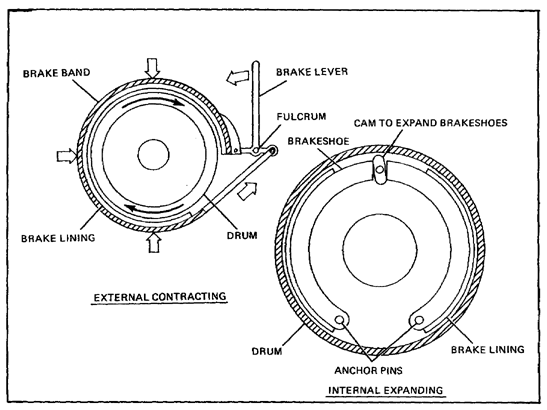 BRAKE BAND
BRAKE LEVER
FULCRUM
CAM TO EXPAND BRAKESHOES
BRAKESHOE
BRAKE LINING
DRUM
EXTERNAL CONTRACTING
DRUM
BRAKE LINING
ANCHOR PINS
INTERNAL EXPANDING